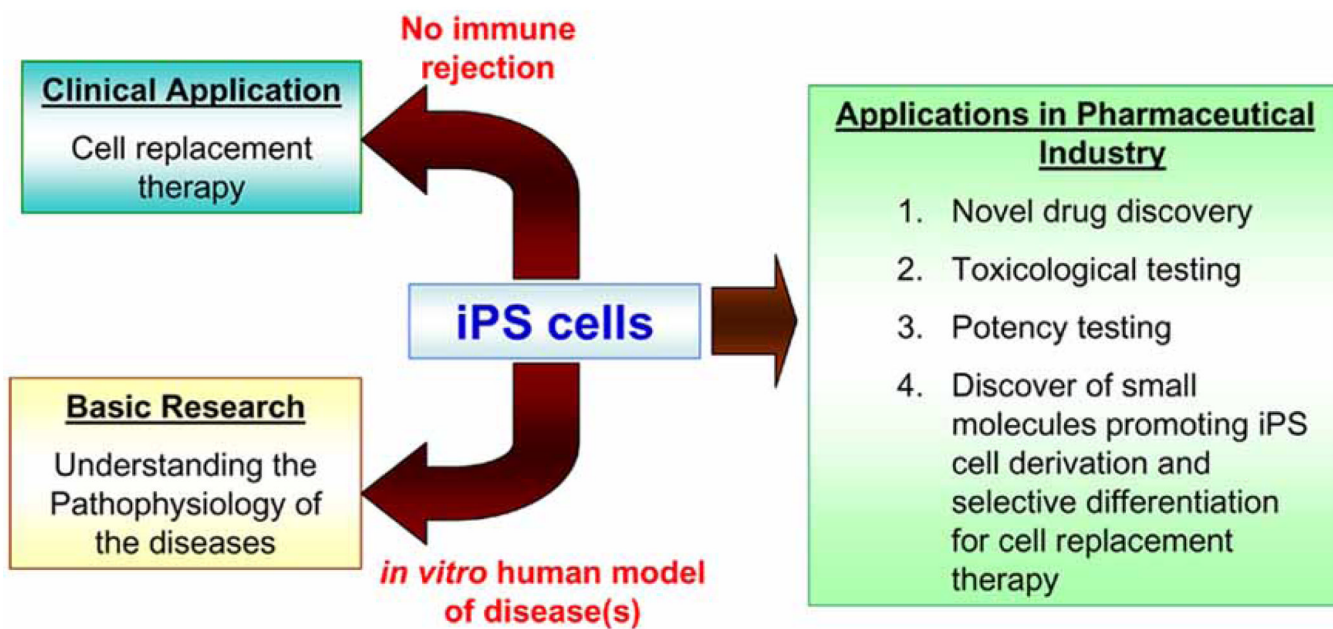 No immune
rejection
Clinical Application
Cell replacement
therapy
iPS cells
Basic Research
Understanding the
Pathophysiology of
the diseases
in vitro human model
of disease(s)
Applications in Pharmaceutical
Industry
1. Novel drug discovery
2. Toxicological testing
3. Potency testing
4. Discover of small
molecules promoting iPS
cell derivation and
selective differentiation
for cell replacement
therapy